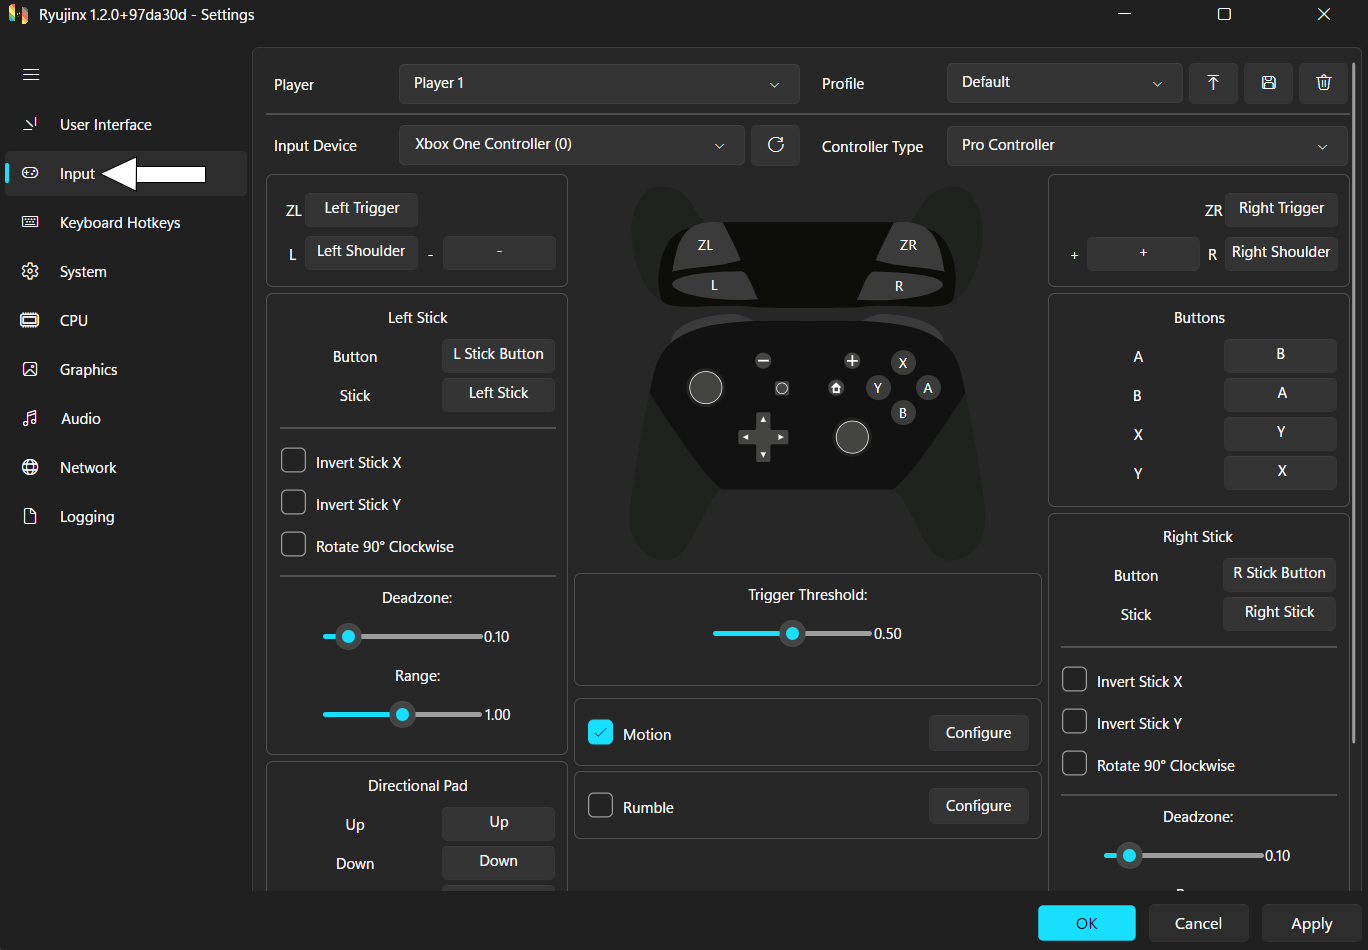 Ryujinx 1.2.0+97da30d - Settings
User Interface
Input
Keyboard Hotkeys
System
CPU
Graphics
Audio
Network
Logging
Player Player 1 Profile Default
Input Device Xbox One Controller (0) Controller Type Pro Controller
ZL Left Trigger
L Left Shoulder - -
Left Stick
Button L Stick Button
Stick Left Stick
Invert Stick X
Invert Stick Y
Rotate 90° Clockwise
Deadzone:
0.10
Range:
1.00
Directional Pad
Up Up
Down Down
ZL ZR
L R
X
Y A
B
Trigger Threshold:
0.50
Motion Configure
Rumble Configure
ZR Right Trigger
+ + R Right Shoulder
Buttons
A B
B A
X Y
Y X
Right Stick
Button R Stick Button
Stick Right Stick
Invert Stick X
Invert Stick Y
Rotate 90° Clockwise
Deadzone:
0.10
OK Cancel Apply